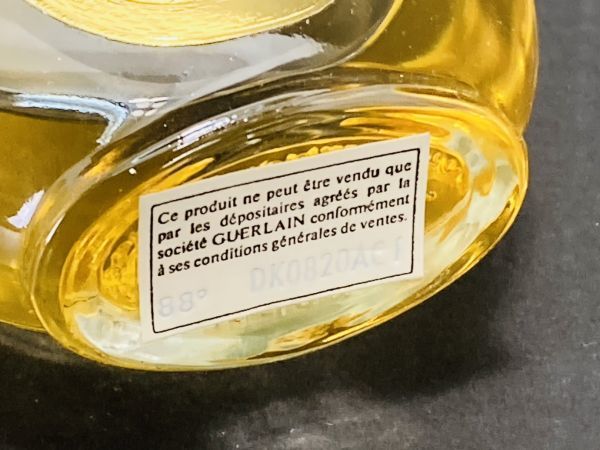 Ce produit ne peut être vendu que
par les dépositaires agréés par la
société GUERLAIN conformément
à ses conditions générales de ventes.
88° DK0820AC1